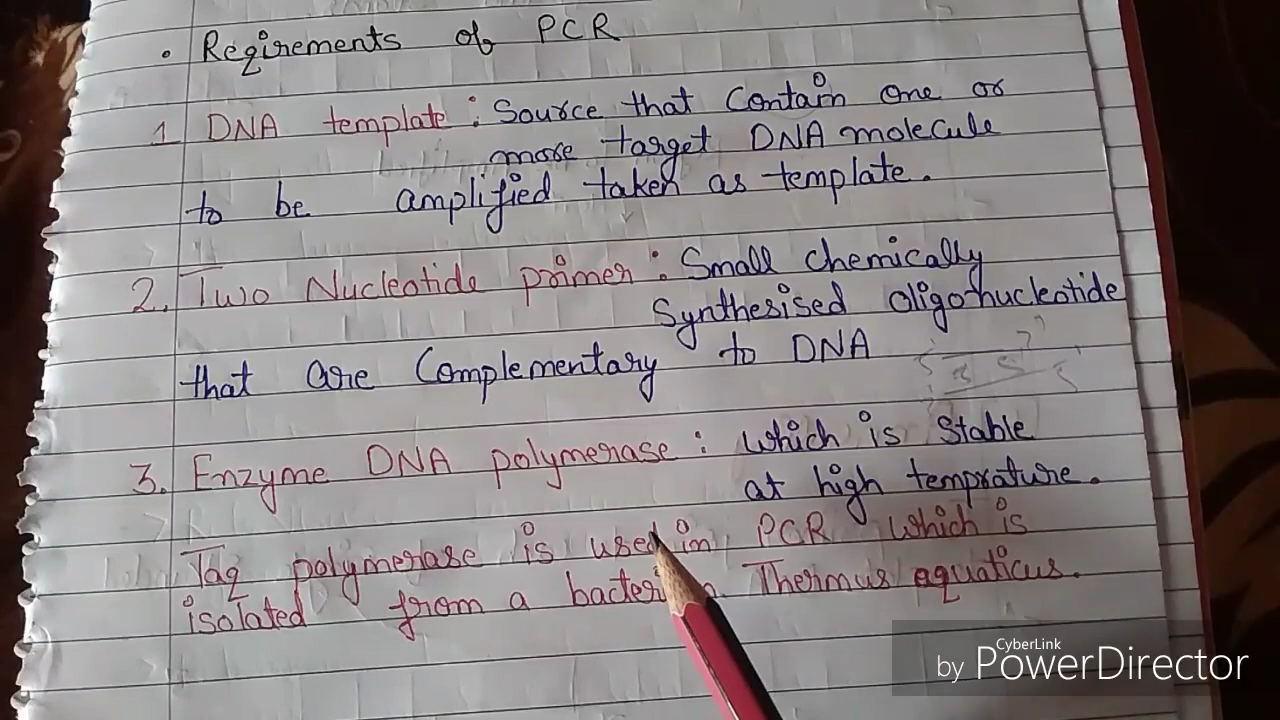 • Reqirements of PCR
1 DNA template : Source that Contain one or
more target DNA molecule
to be amplified taken as template.
2. Two Nucleotide primer : Small chemically
Synthesised oligonucleotide
that are Complementary to DNA
3. Enzyme DNA polymerase : which is stable
at high temprature.
Taq polymerase is used in PCR which is
isolated from a Thermus aquaticus.
CyberLink
by PowerDirector